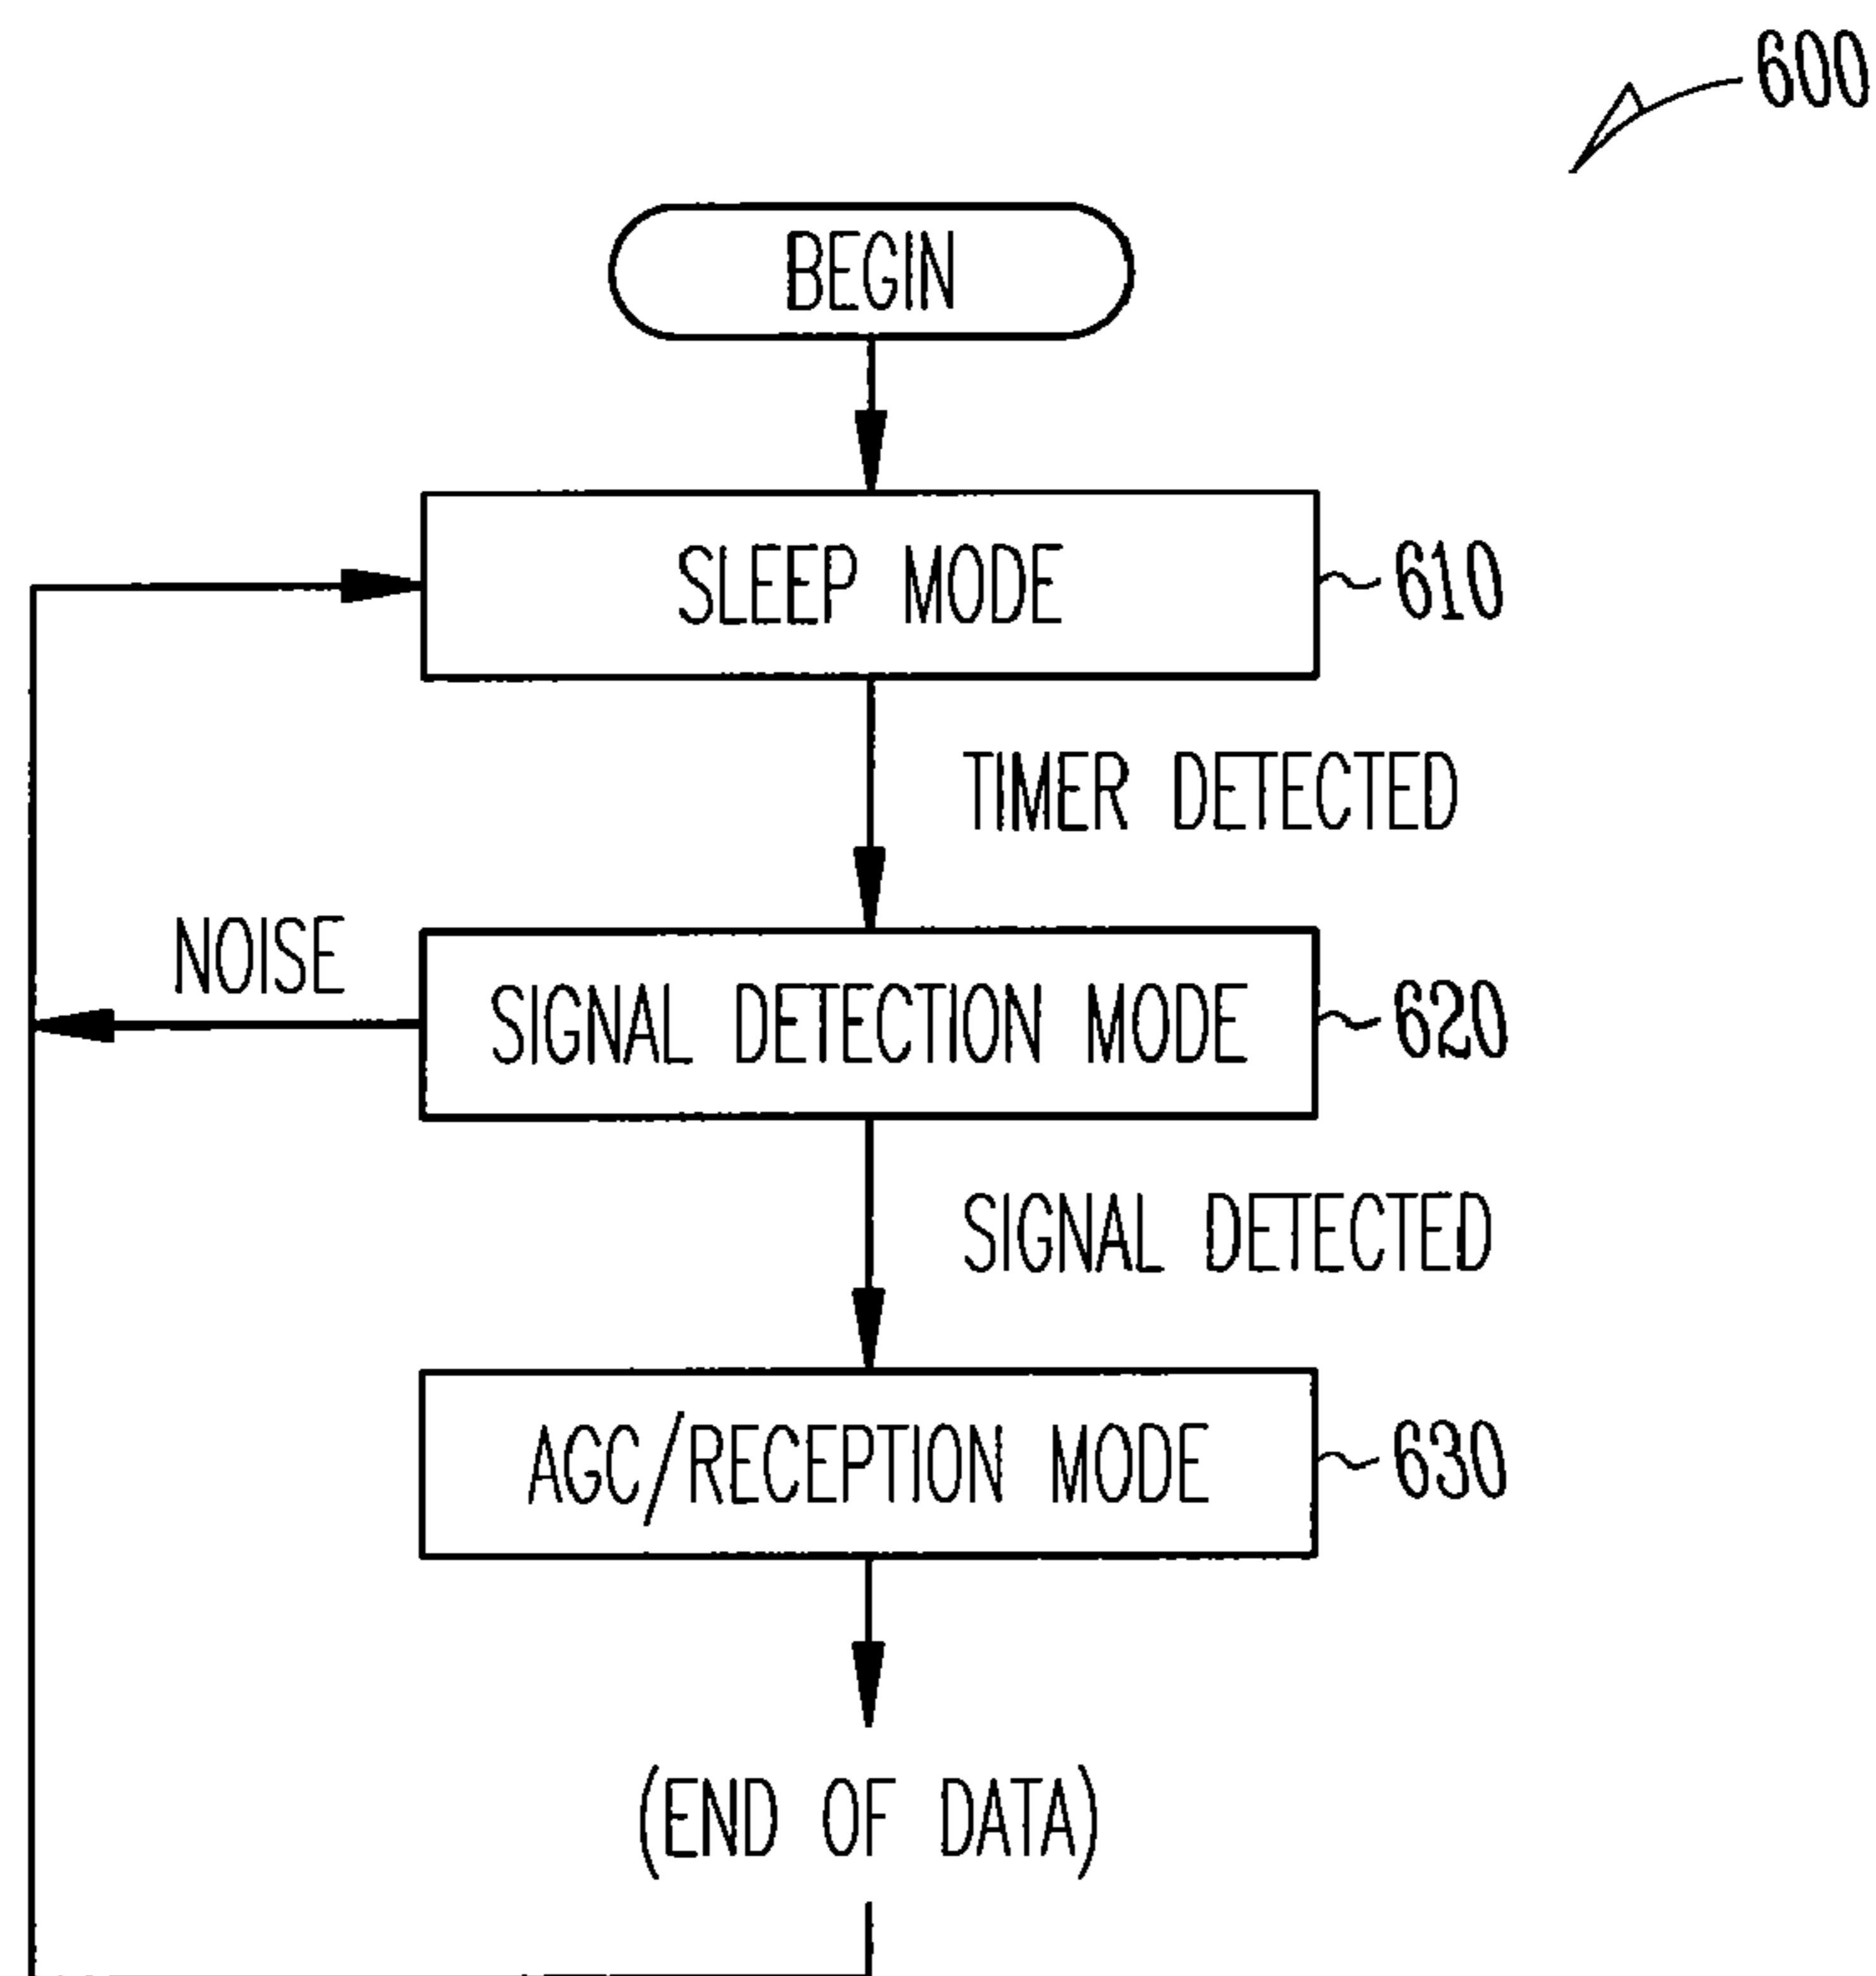 600
BEGIN
SLEEP MODE
610
TIMER DETECTED
NOISE
SIGNAL DETECTION MODE
620
SIGNAL DETECTED
AGC/RECEPTION MODE
630
(END OF DATA)